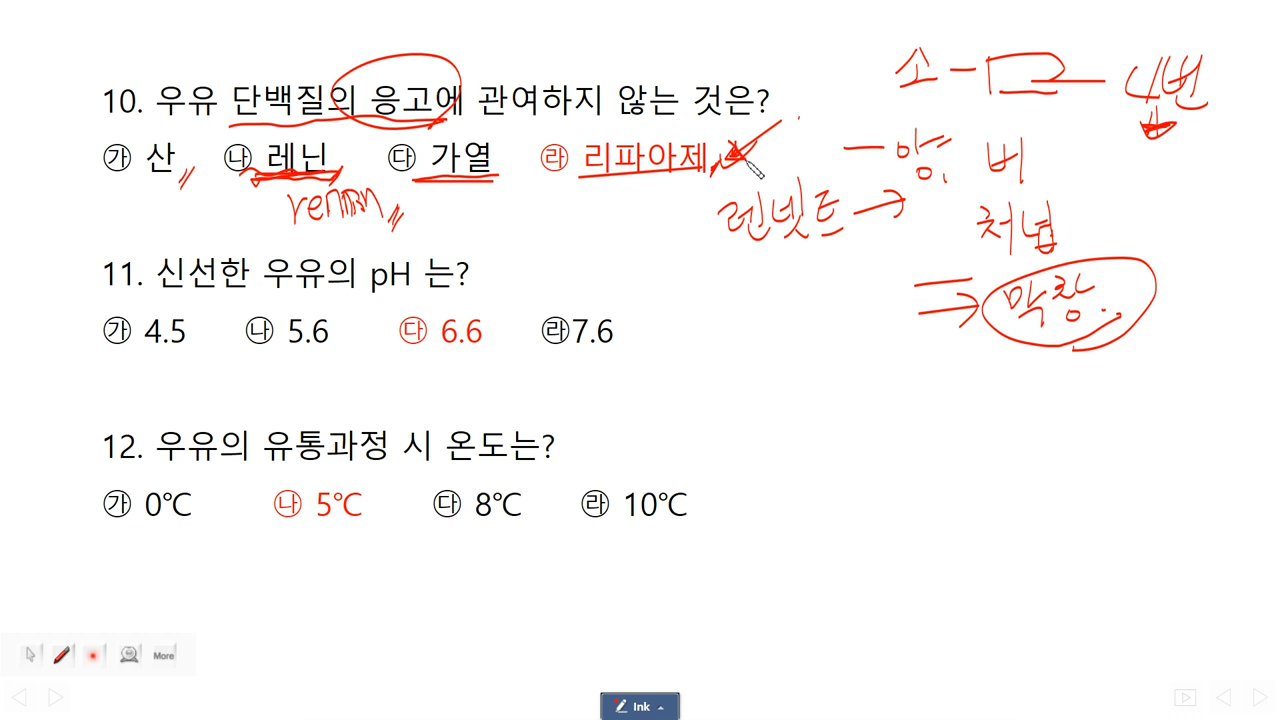 10. 우유 단백질의 응고에 관여하지 않는 것은?
㉮ 산 ㉯ 레닌 ㉰ 가열 ㉱ 리파아제
rennin
렌넷트
소
4번
양
버
처녑
막창
11. 신선한 우유의 pH 는?
㉮ 4.5 ㉯ 5.6 ㉰ 6.6 ㉱7.6
12. 우유의 유통과정 시 온도는?
㉮ 0℃ ㉯ 5℃ ㉰ 8℃ ㉱ 10℃
More
Ink